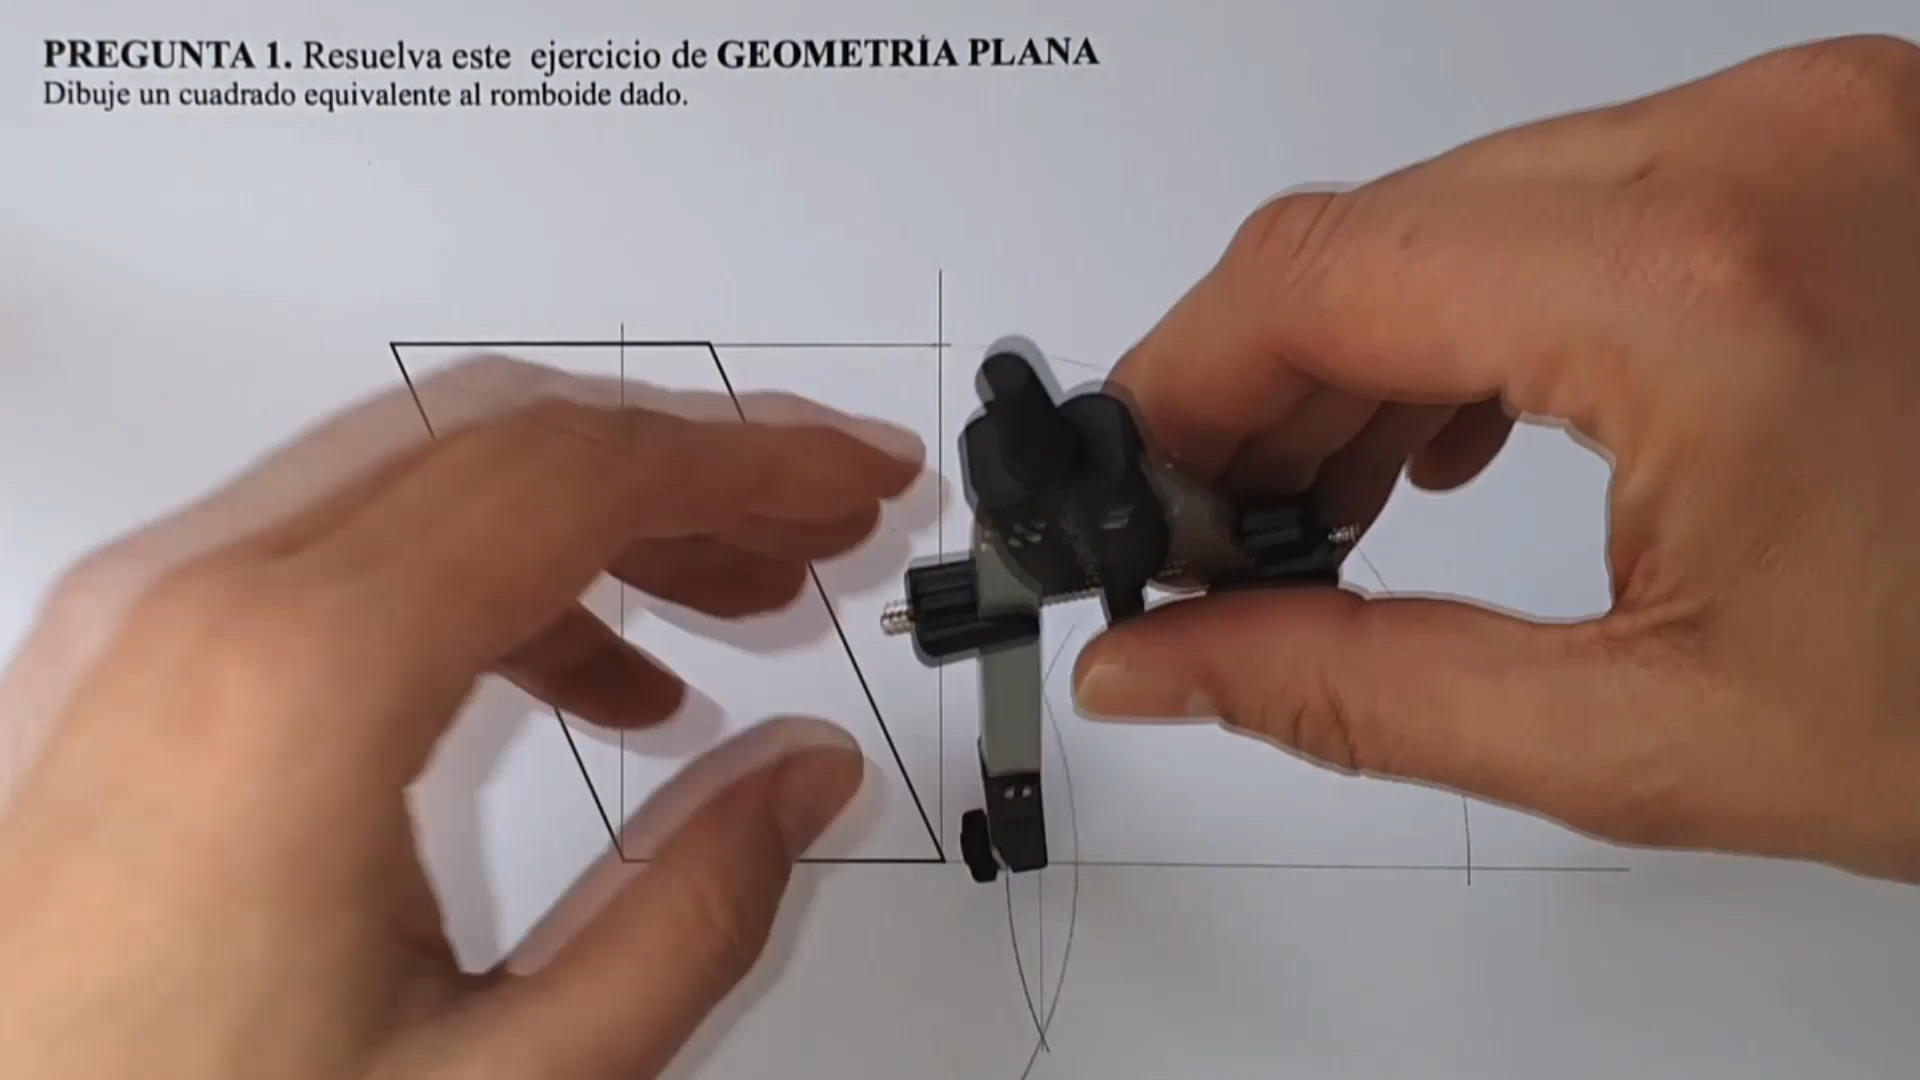 PREGUNTA 1. Resuelva este ejercicio de GEOMETRÍA PLANA
Dibuje un cuadrado equivalente al romboide dado.